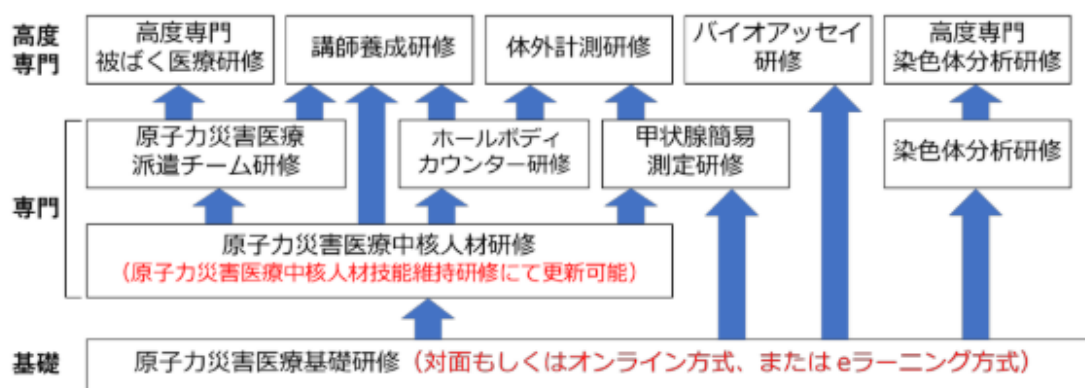 高度
専門
高度専門
被ばく医療研修
講師養成研修
体外計測研修
バイオアッセイ
研修
高度専門
染色体分析研修
専門
原子力災害医療
派遣チーム研修
ホールボディ
カウンター研修
甲状腺簡易
測定研修
染色体分析研修
原子力災害医療中核人材研修
（原子力災害医療中核人材技能維持研修にて更新可能）
基礎
原子力災害医療基礎研修（対面もしくはオンライン方式、または eラーニング方式）